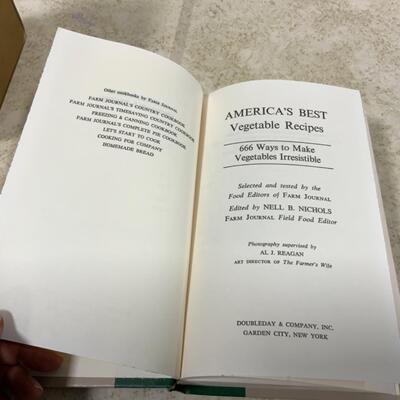 Other cookbooks by FARM JOURNAL
FARM JOURNAL'S COUNTRY COOKBOOK
FARM JOURNAL'S TIMESAVING COUNTRY COOKBOOK
FREEZING & CANNING COOKBOOK
FARM JOURNAL'S COMPLETE PIE COOKBOOK
LET'S START TO COOK
COOKING FOR COMPANY
HOMEMADE BREAD
AMERICA'S BEST
Vegetable Recipes
666 Ways to Make
Vegetables Irresistible
Selected and tested by the
Food Editors of FARM JOURNAL
Edited by NELL B. NICHOLS
FARM JOURNAL Field Food Editor
Photography supervised by
AL J. REAGAN
ART DIRECTOR OF The Farmer's Wife
DOUBLEDAY & COMPANY, INC.
GARDEN CITY, NEW YORK